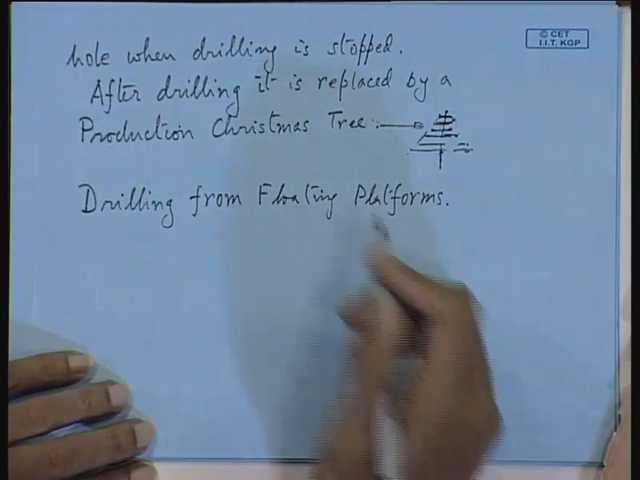 © CET
I.I.T. KGP
hole when drilling is stopped.
After drilling it is replaced by a
Production Christmas Tree:
Drilling from Floating Platforms.